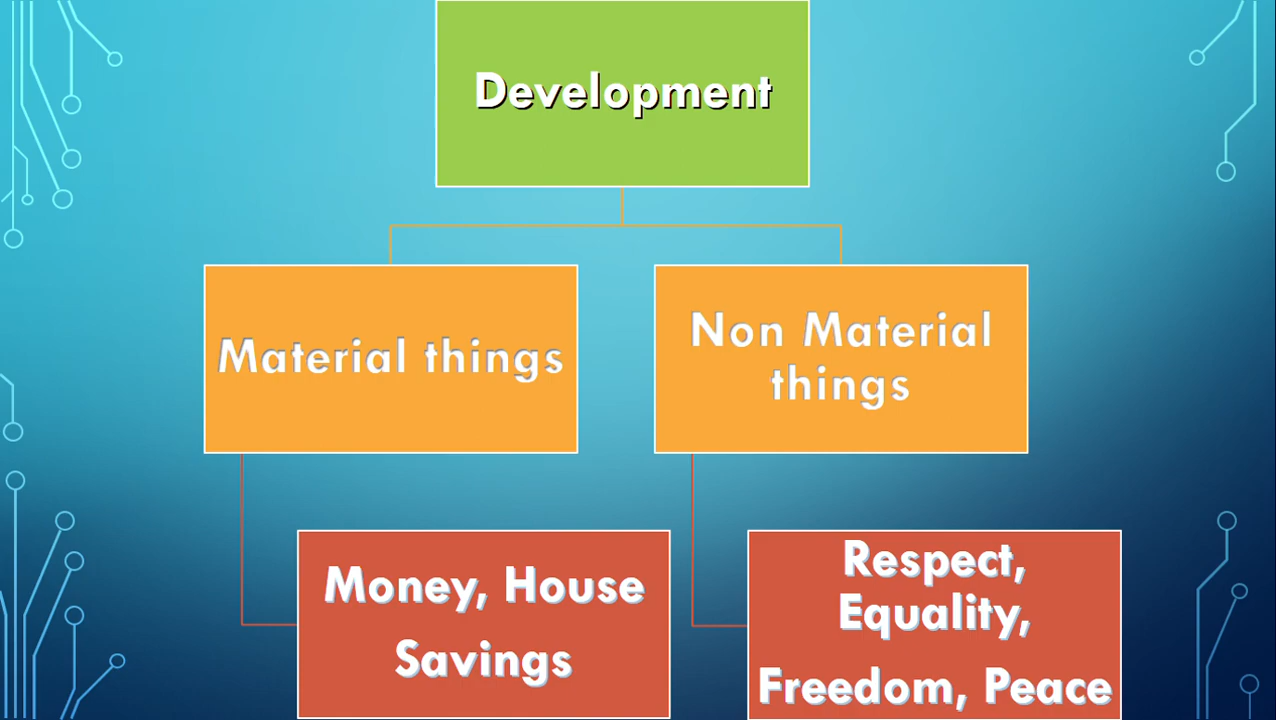 Development
Material things
Non Material
things
Money, House
Savings
Respect,
Equality,
Freedom, Peace